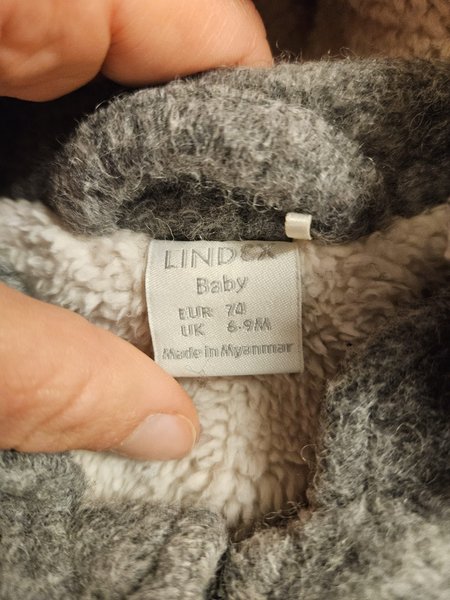 LINDEX
Baby
EUR 74
UK 6-9M
Made in Myanmar